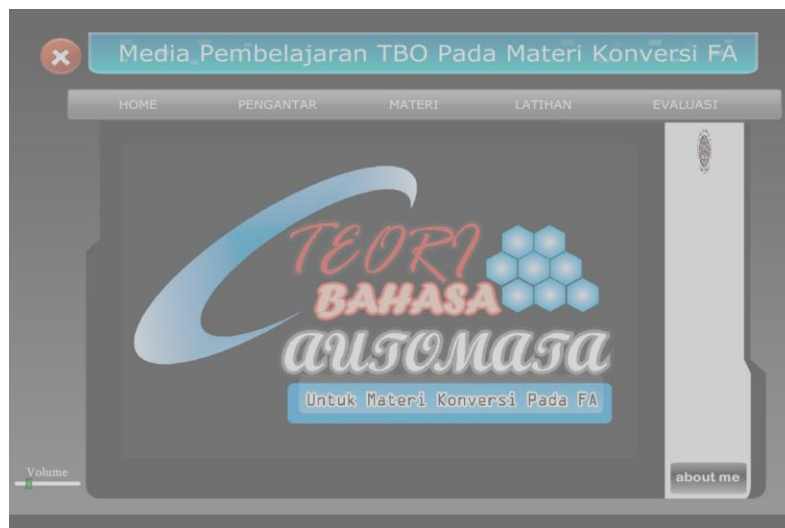 Media Pembelajaran TBO Pada Materi Konversi FA
HOME PENGANTAR MATERI LATIHAN EVALUASI
TEORI
BAHASA
AUTOMATA
Untuk Materi Konversi Pada FA
Volume
about me